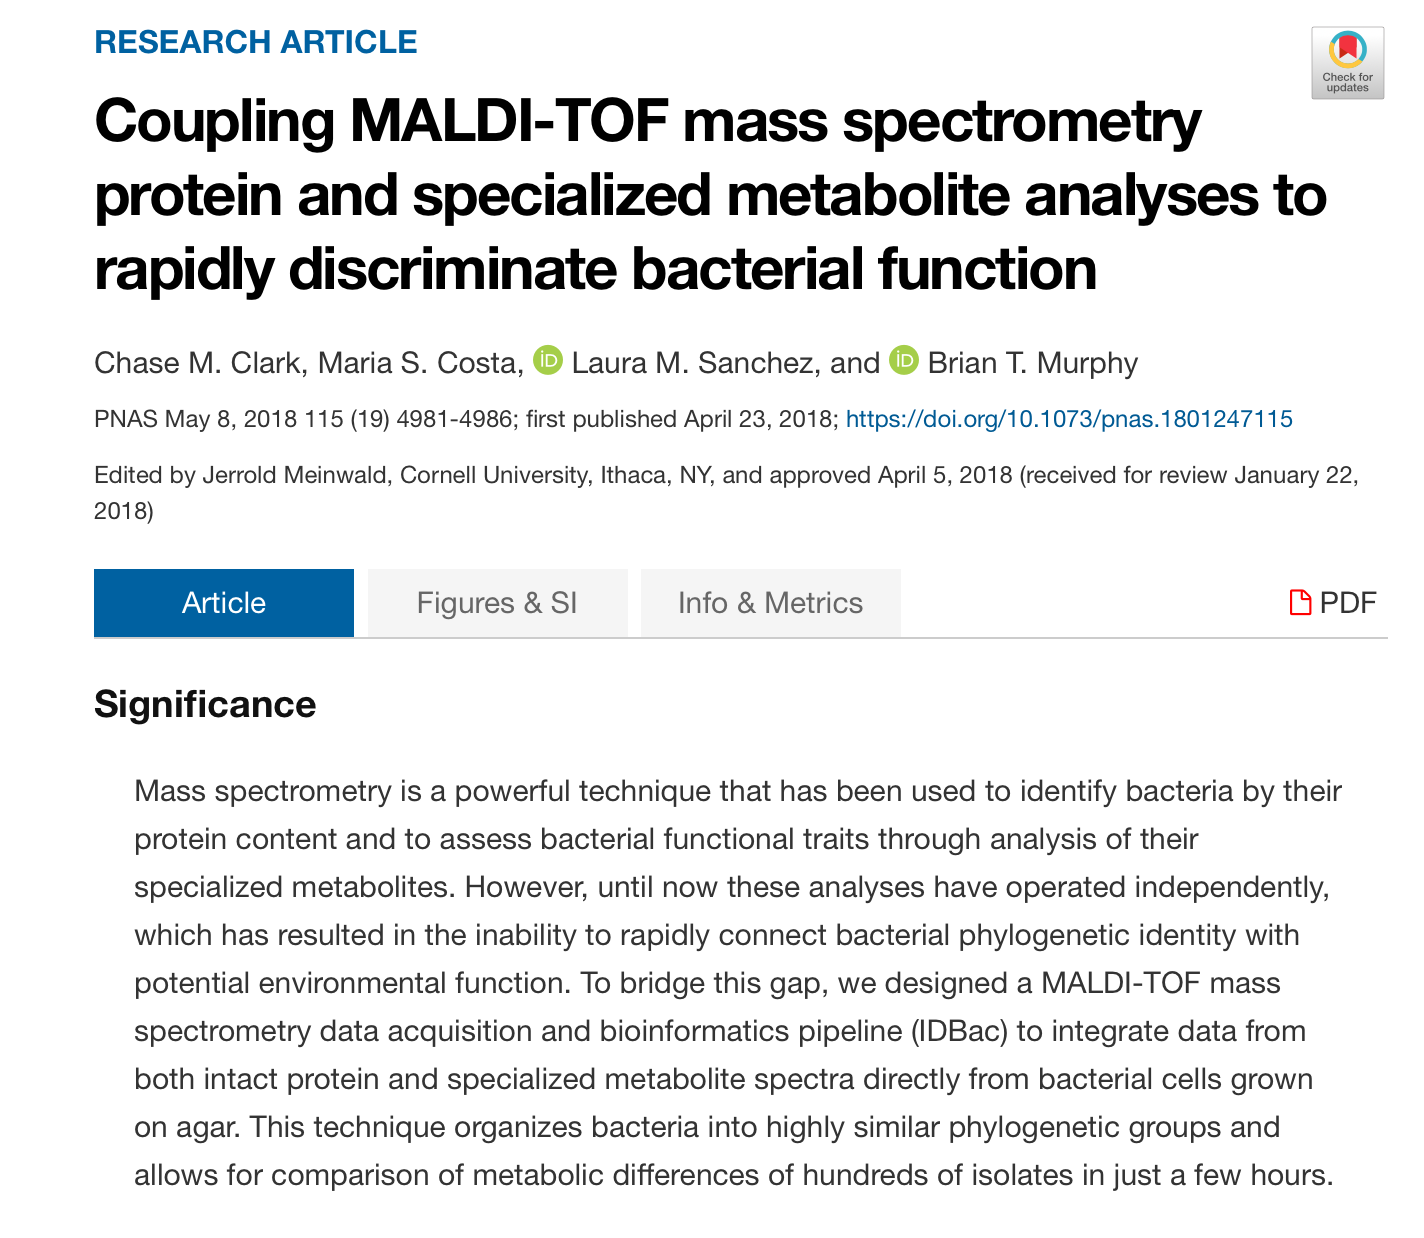 RESEARCH ARTICLE
Check for
updates
Coupling MALDI-TOF mass spectrometry
protein and specialized metabolite analyses to
rapidly discriminate bacterial function
Chase M. Clark, Maria S. Costa, iD Laura M. Sanchez, and iD Brian T. Murphy
PNAS May 8, 2018 115 (19) 4981-4986; first published April 23, 2018; https://doi.org/10.1073/pnas.1801247115
Edited by Jerrold Meinwald, Cornell University, Ithaca, NY, and approved April 5, 2018 (received for review January 22,
2018)
Article Figures & SI Info & Metrics PDF
Significance
Mass spectrometry is a powerful technique that has been used to identify bacteria by their
protein content and to assess bacterial functional traits through analysis of their
specialized metabolites. However, until now these analyses have operated independently,
which has resulted in the inability to rapidly connect bacterial phylogenetic identity with
potential environmental function. To bridge this gap, we designed a MALDI-TOF mass
spectrometry data acquisition and bioinformatics pipeline (IDBac) to integrate data from
both intact protein and specialized metabolite spectra directly from bacterial cells grown
on agar. This technique organizes bacteria into highly similar phylogenetic groups and
allows for comparison of metabolic differences of hundreds of isolates in just a few hours.